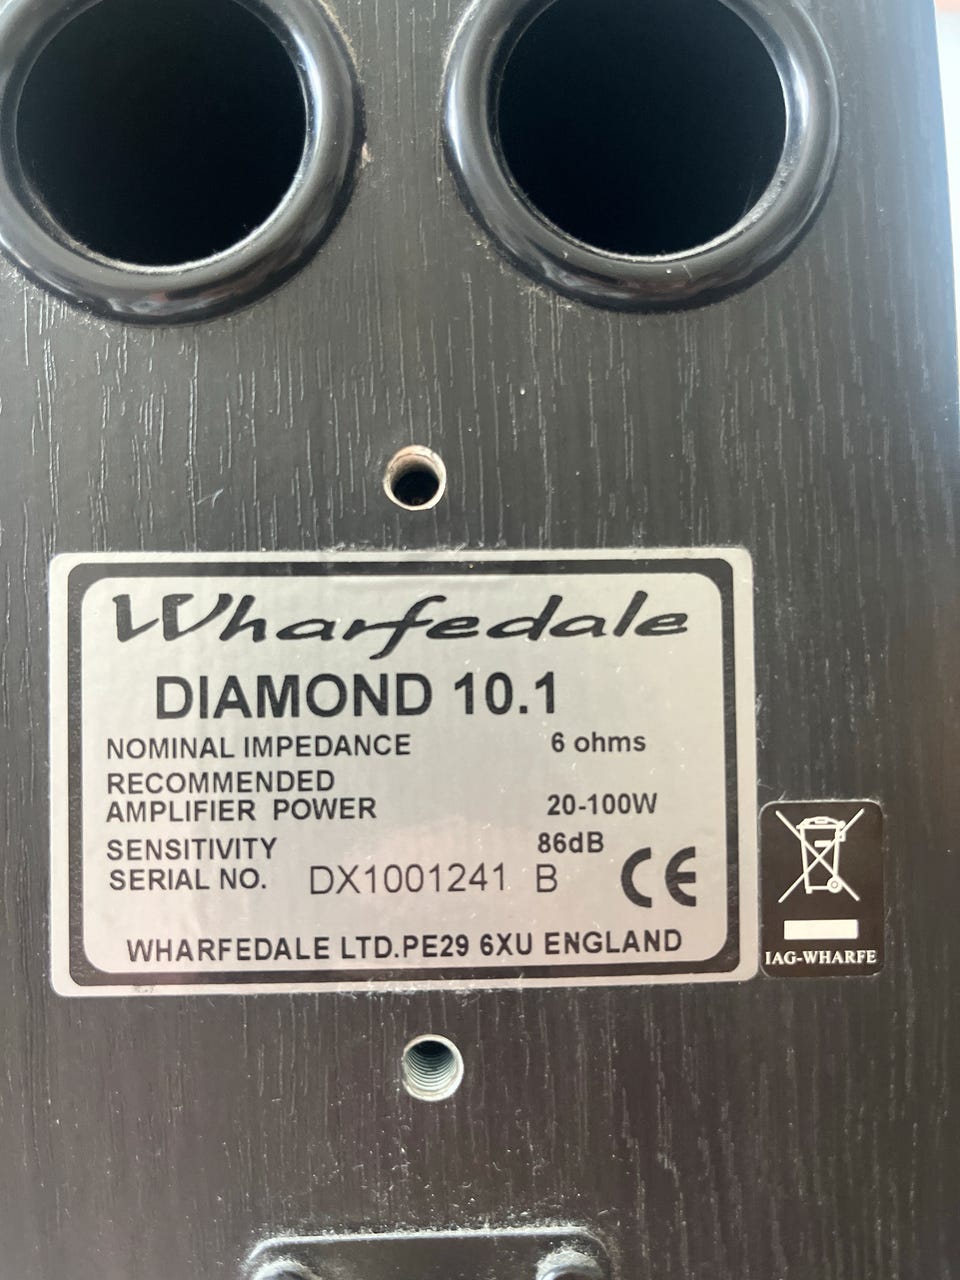 Wharfedale
DIAMOND 10.1
NOMINAL IMPEDANCE 6 ohms
RECOMMENDED
AMPLIFIER POWER 20-100W
SENSITIVITY 86dB
SERIAL NO. DX1001241 B CE
WHARFEDALE LTD.PE29 6XU ENGLAND
IAG-WHARFE